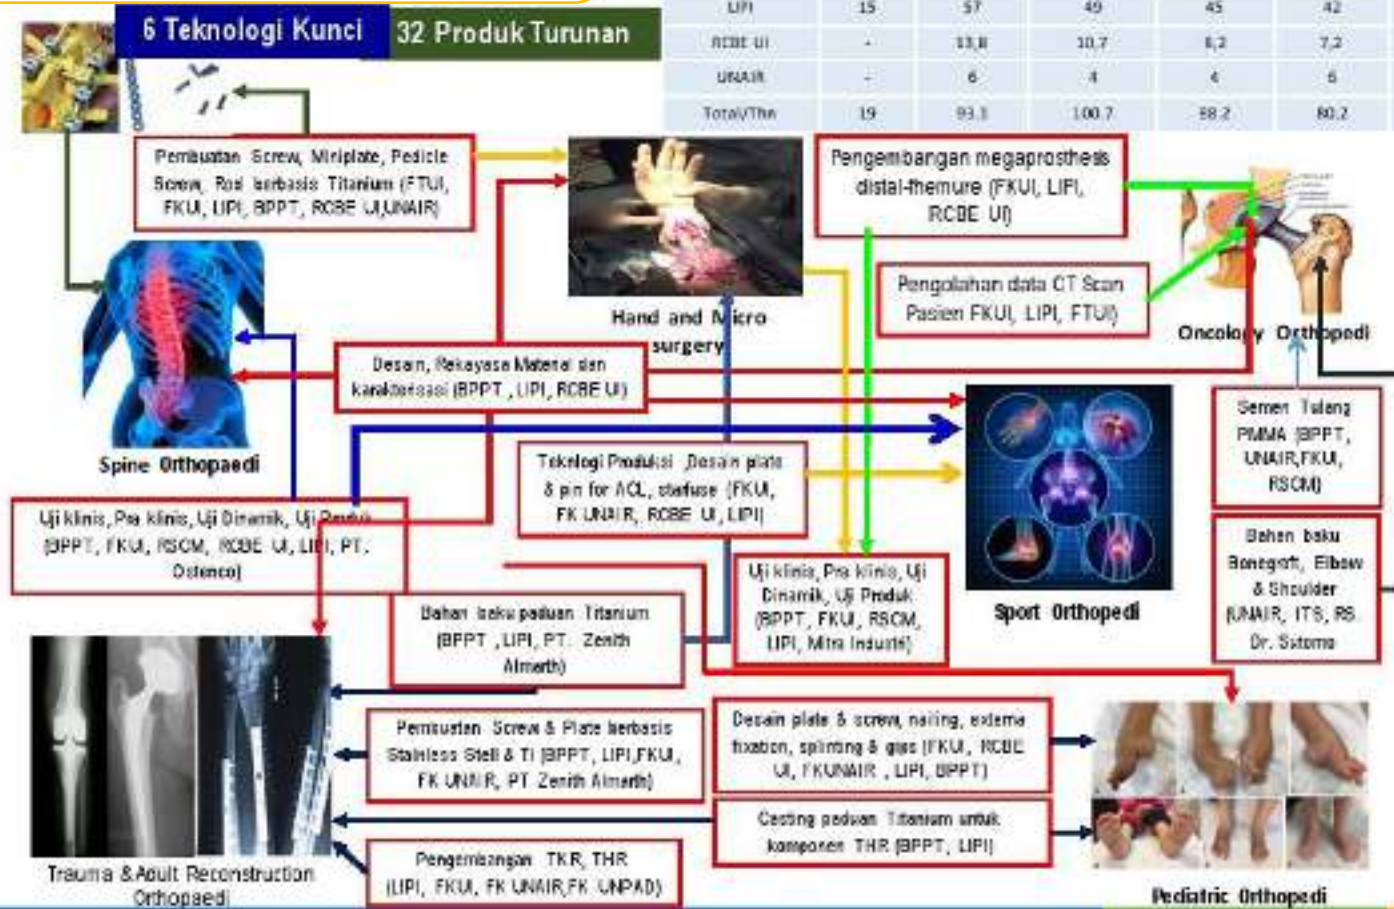 6 Teknologi Kunci
32 Produk Turunan
LIPI 15 57 49 45 42
RCBE UI - 13,8 10,7 8,2 7,2
UNAIR - 6 4 4 6
Total/Thn 19 93.1 100.7 88.2 80.2
Pembuatan Screw, Miniplate, Pedicle
Screw, Rod berbasis Titanium (FTUI,
FKUI, LIPI, BPPT, RCBE UI,UNAIR)
Pengembangan megaprosthesis
distal-fhemure (FKUI, LIPI,
RCBE UI)
Pengolahan data CT Scan
Pasien FKUI, LIPI, FTUI)
Hand and Micro
surgery
Oncology Orthopedi
Desain, Rekayasa Material dan
karakterisasi (BPPT , LIPI, RCBE UI)
Spine Orthopaedi
Semen Tulang
PMMA (BPPT,
UNAIR,FKUI,
RSCM)
Teknlogi Produksi ,Desain plate
& pin for ACL, starfuse (FKUI,
FK UNAIR, RCBE UI, LIPI)
Uji klinis, Pra klinis, Uji Dinamik, Uji Produk
(BPPT, FKUI, RSCM, RCBE UI, LIPI, PT.
Ostenco)
Bahan baku
Bonegraft, Elbow
& Shoulder
(UNAIR, ITS, RS.
Dr. Sutomo
Uji klinis, Pra klinis, Uji
Dinamik, Uji Produk
(BPPT, FKUI, RSCM,
LIPI, Mitra Industri)
Sport Orthopedi
Bahan baku paduan Titanium
(BPPT , LIPI, PT. Zenith
Almarth)
Pembuatan Screw & Plate berbasis
Stainless Stell & Ti (BPPT, LIPI,FKUI,
FK UNAIR, PT Zenith Almarth)
Desain plate & screw, nailing, externa
fixation, splinting & gips (FKUI, RCBE
UI, FKUNAIR , LIPI, BPPT)
Casting paduan Titanium untuk
komponen THR (BPPT, LIPI)
Pengembangan TKR, THR
(LIPI, FKUI, FK UNAIR,FK UNPAD)
Trauma & Adult Reconstruction
Orthopaedi
Pediatric Orthopedi